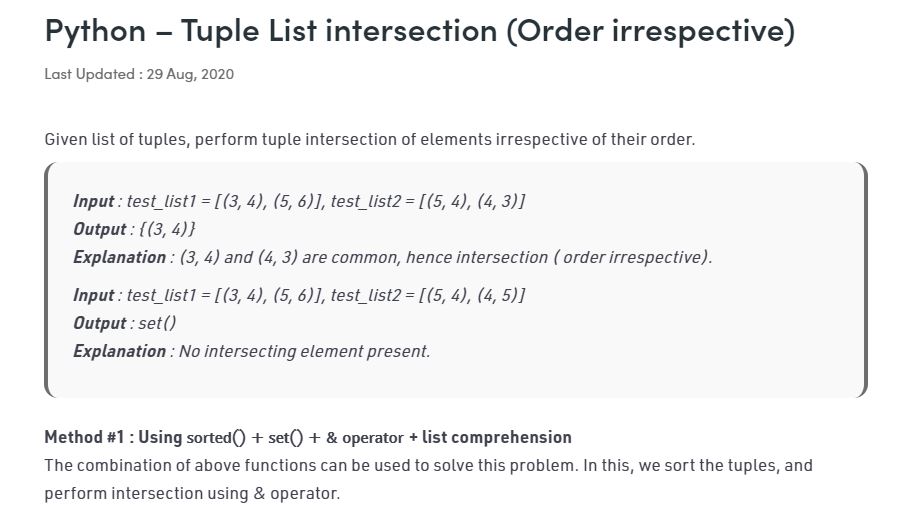 Python – Tuple List intersection (Order irrespective)
Last Updated : 29 Aug, 2020
Given list of tuples, perform tuple intersection of elements irrespective of their order.
Input : test_list1 = [(3, 4), (5, 6)], test_list2 = [(5, 4), (4, 3)]
Output : {(3, 4)}
Explanation : (3, 4) and (4, 3) are common, hence intersection ( order irrespective).
Input : test_list1 = [(3, 4), (5, 6)], test_list2 = [(5, 4), (4, 5)]
Output : set()
Explanation : No intersecting element present.
Method #1 : Using sorted() + set() + & operator + list comprehension
The combination of above functions can be used to solve this problem. In this, we sort the tuples, and
perform intersection using & operator.